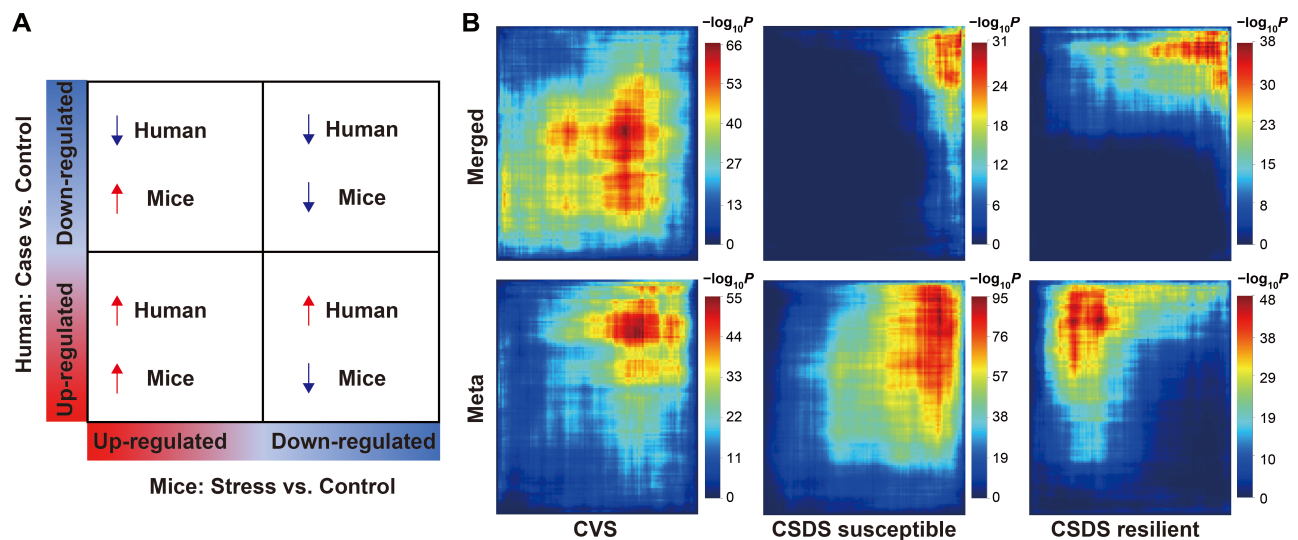 A
Human: Case vs. Control
Down-regulated
Up-regulated
Human
Mice
Human
Mice
Human
Mice
Human
Mice
Up-regulated
Down-regulated
Mice: Stress vs. Control
B
Merged
Meta
−log10P
66
53
40
27
13
0
−log10P
31
25
19
12
6
0
−log10P
38
30
23
15
8
0
−log10P
55
44
33
22
11
0
−log10P
95
76
57
38
19
0
−log10P
48
38
29
19
10
0
CVS
CSDS susceptible
CSDS resilient